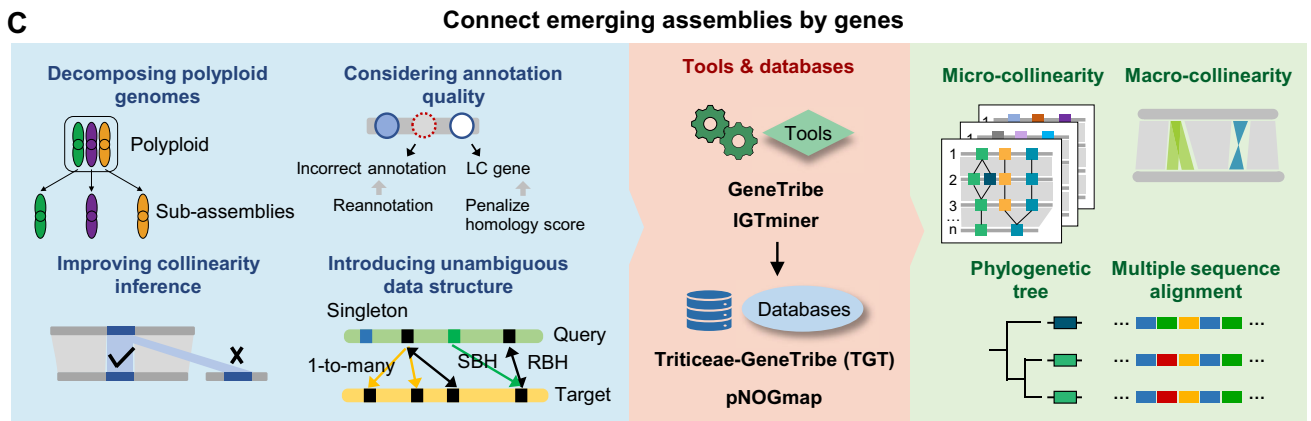 C
Connect emerging assemblies by genes
Decomposing polyploid
genomes
Polyploid
Sub-assemblies
Considering annotation
quality
Incorrect annotation
LC gene
Reannotation
Penalize
homology score
Improving collinearity
inference
Introducing unambiguous
data structure
Singleton
Query
1-to-many
SBH
RBH
Target
Tools & databases
Tools
GeneTribe
IGTminer
Databases
Triticeae-GeneTribe (TGT)
pNOGmap
Micro-collinearity
1
1
1
2
3
...
n
Macro-collinearity
Phylogenetic
tree
Multiple sequence
alignment
... ...
... ...
... ...